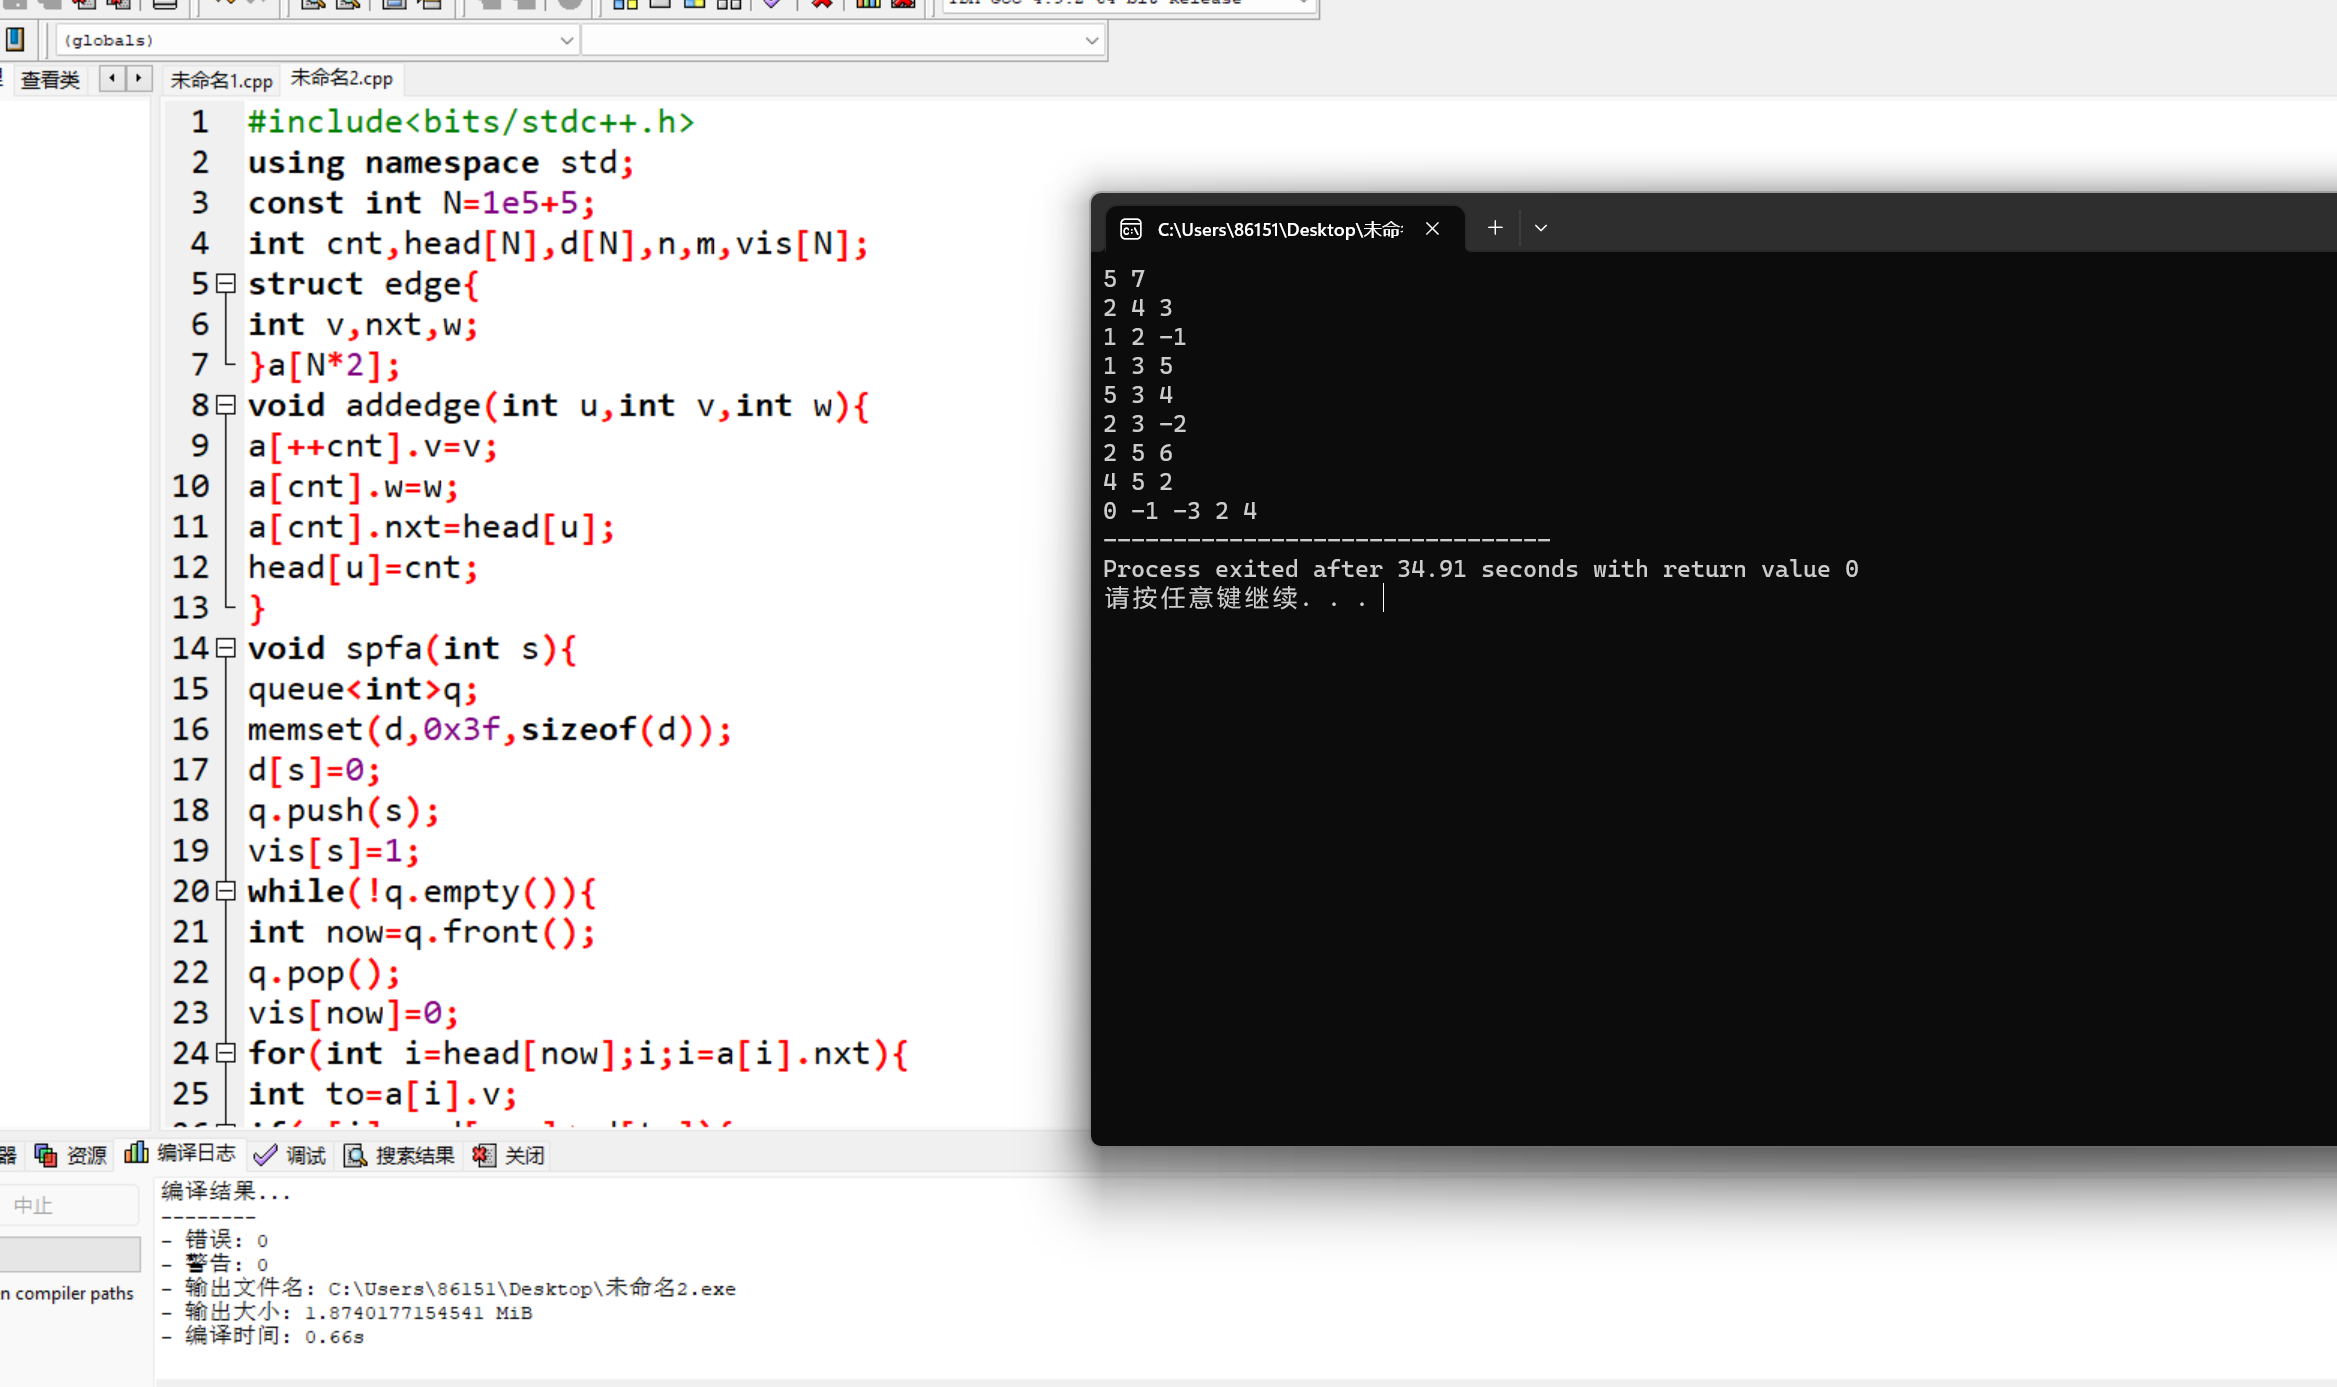 (globals)
查看类
未命名1.cpp 未命名2.cpp
1 #include<bits/stdc++.h>
2 using namespace std;
3 const int N=1e5+5;
4 int cnt,head[N],d[N],n,m,vis[N];
5 struct edge{
6 int v,nxt,w;
7 }a[N*2];
8 void addedge(int u,int v,int w){
9 a[++cnt].v=v;
10 a[cnt].w=w;
11 a[cnt].nxt=head[u];
12 head[u]=cnt;
13 }
14 void spfa(int s){
15 queue<int>q;
16 memset(d,0x3f,sizeof(d));
17 d[s]=0;
18 q.push(s);
19 vis[s]=1;
20 while(!q.empty()){
21 int now=q.front();
22 q.pop();
23 vis[now]=0;
24 for(int i=head[now];i;i=a[i].nxt){
25 int to=a[i].v;
C:\Users\86151\Desktop\未命
5 7
2 4 3
1 2 -1
1 3 5
5 3 4
2 3 -2
2 5 6
4 5 2
0 -1 -3 2 4
--------------------------------
Process exited after 34.91 seconds with return value 0
请按任意键继续. . .
器 资源 编译日志 调试 搜索结果 关闭
中止
n compiler paths
编译结果...
--------
- 错误: 0
- 警告: 0
- 输出文件名: C:\Users\86151\Desktop\未命名2.exe
- 输出大小: 1.8740177154541 MiB
- 编译时间: 0.66s